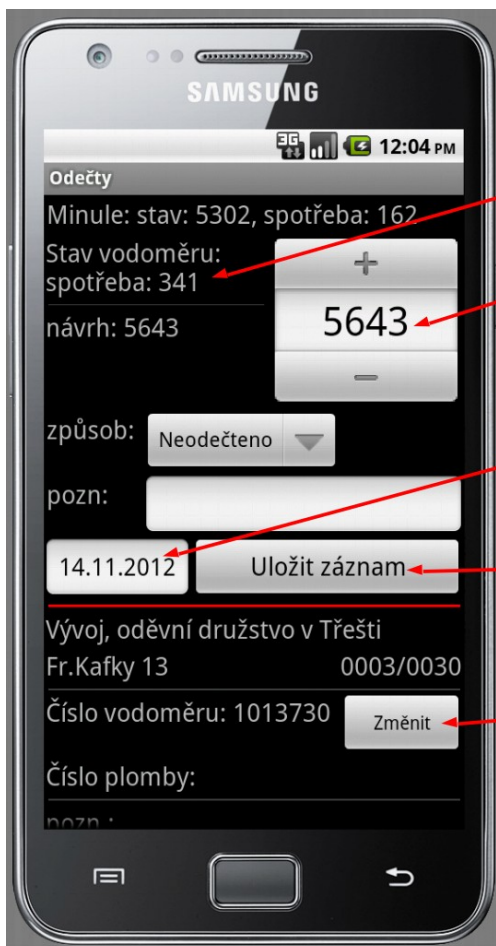 SAMSUNG
3G 12:04 PM
Odečty
Minule: stav: 5302, spotřeba: 162
Stav vodoměru:
spotřeba: 341
+
návrh: 5643
5643
−
způsob: Neodečteno
pozn:
14.11.2012 Uložit záznam
Vývoj, oděvní družstvo v Třešti
Fr.Kafky 13 0003/0030
Číslo vodoměru: 1013730 Změnit
Číslo plomby:
pozn.: